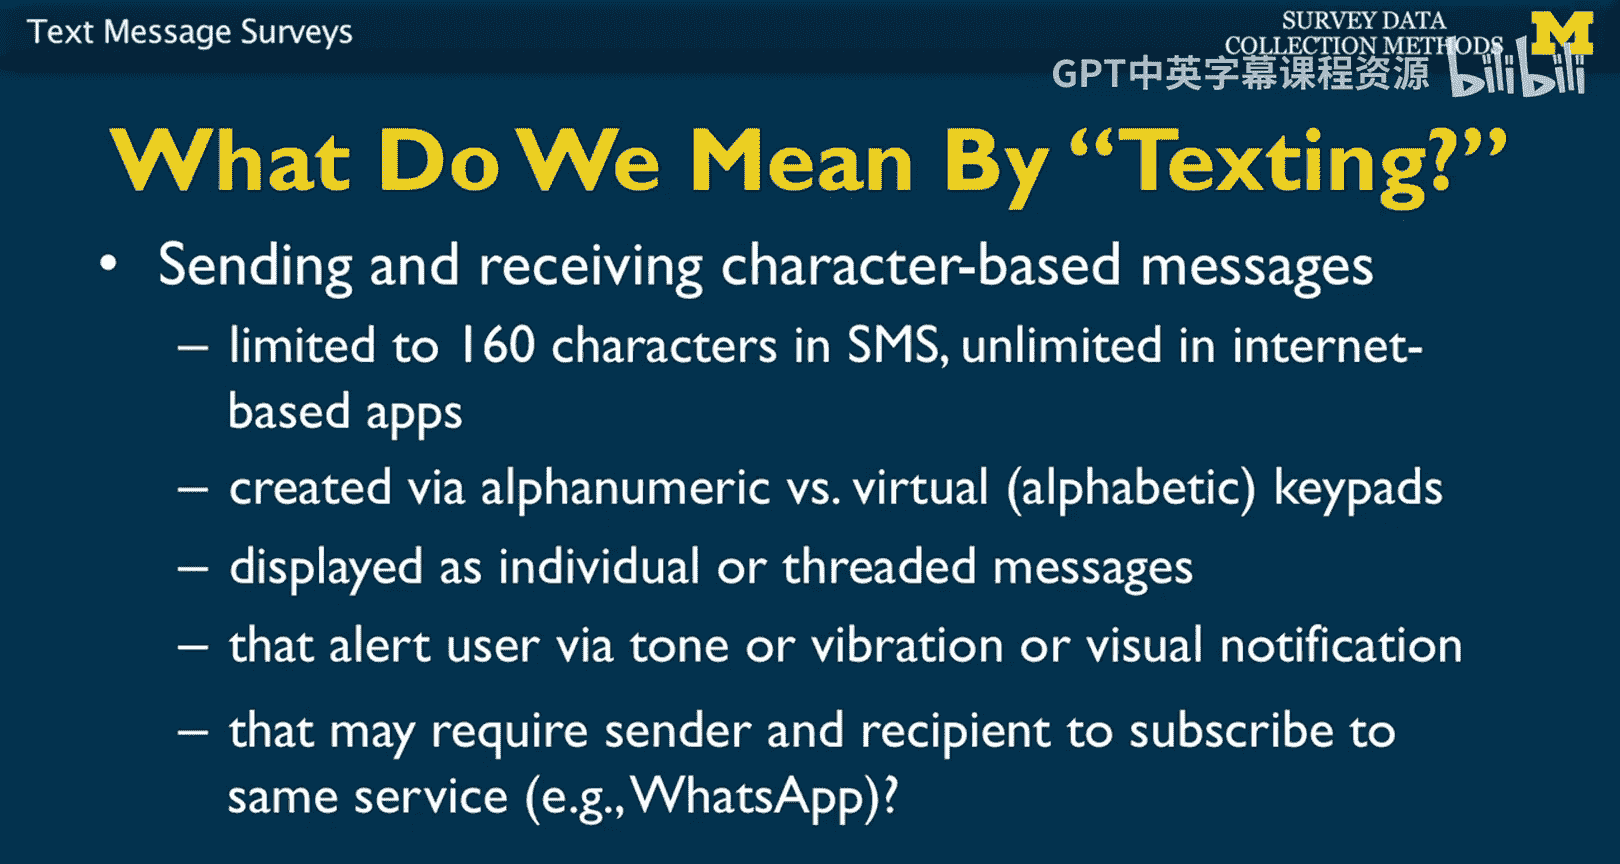 Text Message Surveys
SURVEY DATA
COLLECTION METHODS
M
GPT中英字幕课程资源
bilibili
What Do We Mean By “Texting?”
• Sending and receiving character-based messages
– limited to 160 characters in SMS, unlimited in internet-
based apps
– created via alphanumeric vs. virtual (alphabetic) keypads
– displayed as individual or threaded messages
– that alert user via tone or vibration or visual notification
– that may require sender and recipient to subscribe to
same service (e.g., WhatsApp)?